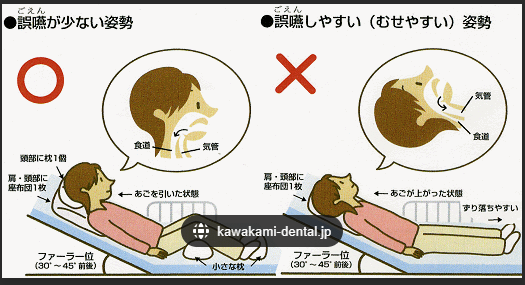 ごえん
●誤嚥が少ない姿勢
食道
気管
頭部に枕1個
肩・頭部に
座布団1枚
あごを引いた状態
ファーラー位
(30°～45°前後)
小さな枕
ごえん
●誤嚥しやすい（むせやすい）姿勢
気管
食道
肩・頭部に
座布団1枚
あごが上がった状態
ずり落ちやすい
ファーラー位
(30°～45°前後)
kawakami-dental.jp